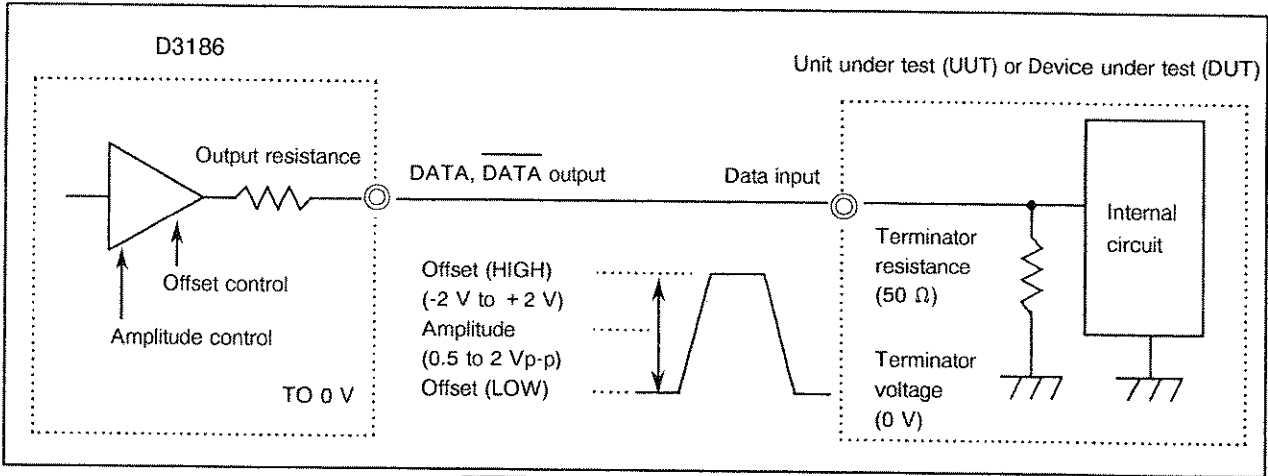 D3186
Unit under test (UUT) or Device under test (DUT)
Output resistance
DATA, D̅A̅T̅A̅ output
Data input
Offset control
Amplitude control
TO 0 V
Offset (HIGH)
(-2 V to + 2 V)
Amplitude
(0.5 to 2 Vp-p)
Offset (LOW)
Terminator
resistance
(50 Ω)
Terminator
voltage
(0 V)
Internal
circuit